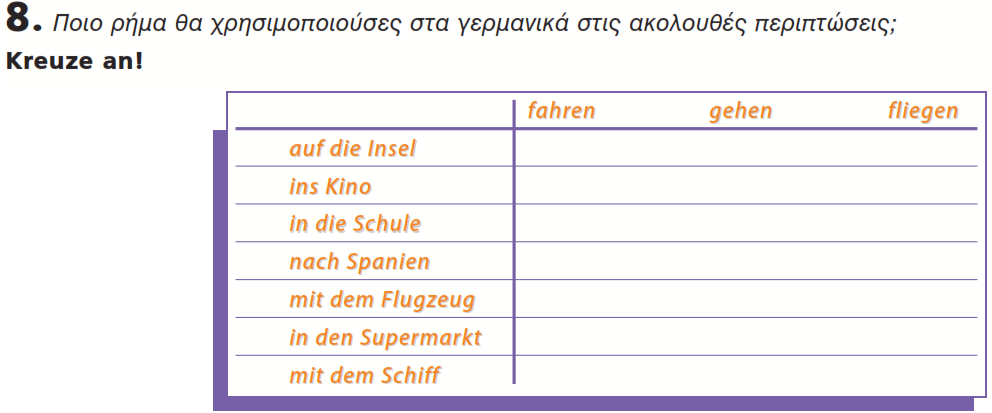 8. Ποιο ρήμα θα χρησιμοποιούσες στα γερμανικά στις ακολουθές περιπτώσεις;
Kreuze an!
fahren gehen fliegen
auf die Insel
ins Kino
in die Schule
nach Spanien
mit dem Flugzeug
in den Supermarkt
mit dem Schiff